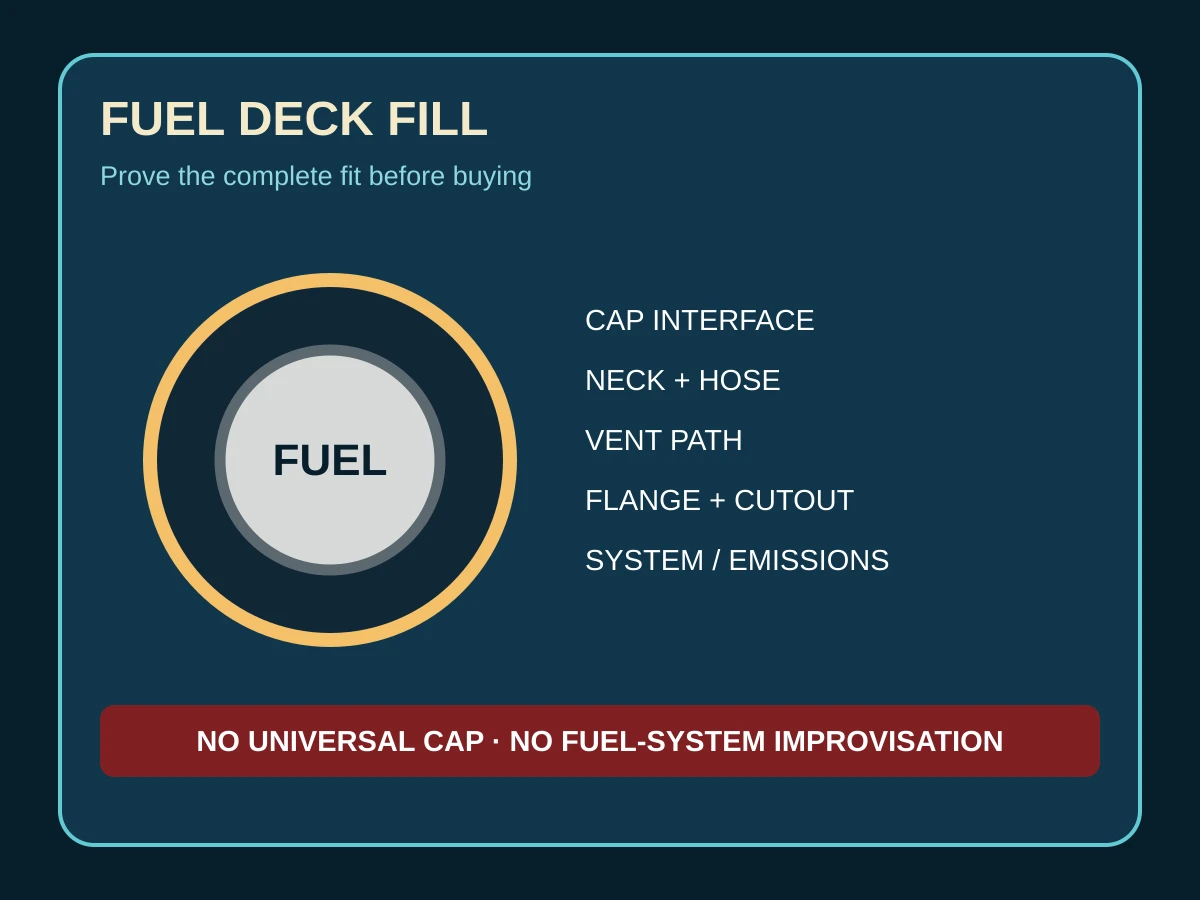 FUEL DECK FILL
Prove the complete fit before buying
CAP INTERFACE
NECK + HOSE
VENT PATH
FLANGE + CUTOUT
SYSTEM / EMISSIONS
FUEL
NO UNIVERSAL CAP · NO FUEL-SYSTEM IMPROVISATION